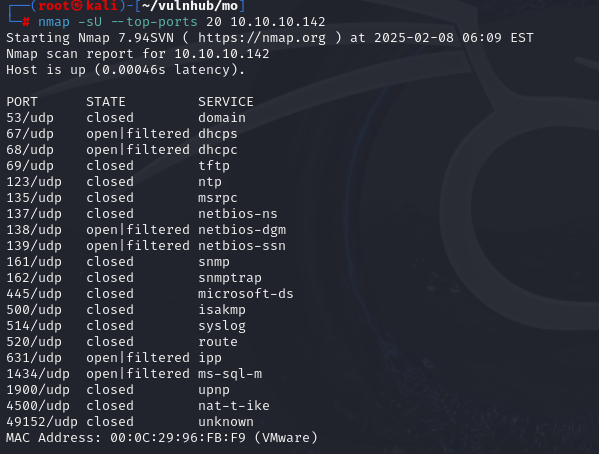 ┌──(root㉿kali)-[~/vulnhub/mo]
└─# nmap -sU --top-ports 20 10.10.10.142
Starting Nmap 7.94SVN ( https://nmap.org ) at 2025-02-08 06:09 EST
Nmap scan report for 10.10.10.142
Host is up (0.00046s latency).

PORT      STATE         SERVICE
53/udp    closed        domain
67/udp    open|filtered dhcps
68/udp    open|filtered dhcpc
69/udp    closed        tftp
123/udp   closed        ntp
135/udp   closed        msrpc
137/udp   closed        netbios-ns
138/udp   open|filtered netbios-dgm
139/udp   open|filtered netbios-ssn
161/udp   closed        snmp
162/udp   closed        snmptrap
445/udp   closed        microsoft-ds
500/udp   closed        isakmp
514/udp   closed        syslog
520/udp   closed        route
631/udp   open|filtered ipp
1434/udp  open|filtered ms-sql-m
1900/udp  closed        upnp
4500/udp  closed        nat-t-ike
49152/udp closed        unknown
MAC Address: 00:0C:29:96:FB:F9 (VMware)